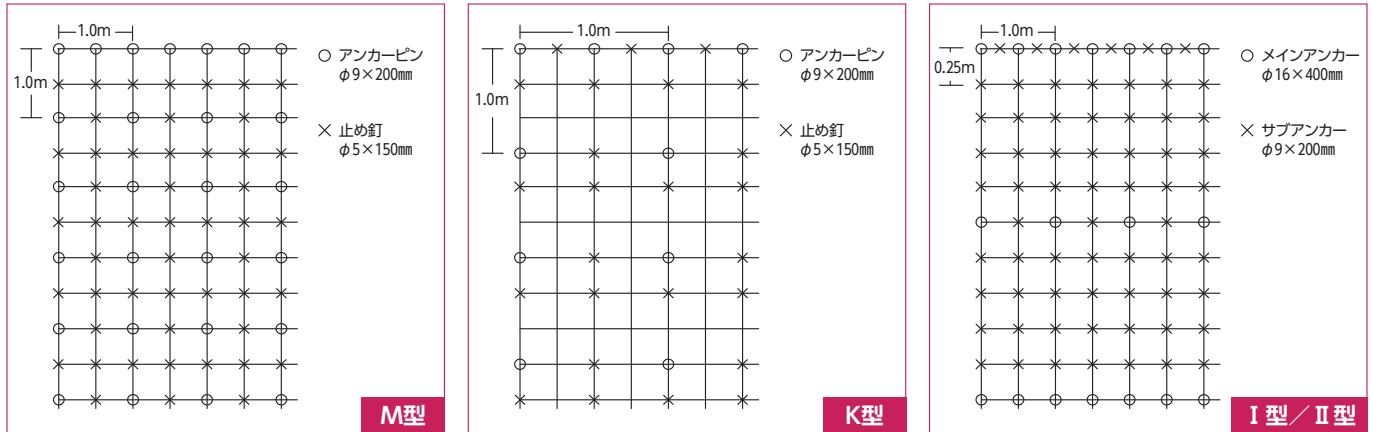 1.0m
1.0m
○ アンカーピン
φ9×200㎜
× 止め釘
φ5×150㎜
M型
1.0m
1.0m
○ アンカーピン
φ9×200㎜
× 止め釘
φ5×150㎜
K型
1.0m
0.25m
○ メインアンカー
φ16×400㎜
× サブアンカー
φ9×200㎜
Ⅰ型／Ⅱ型